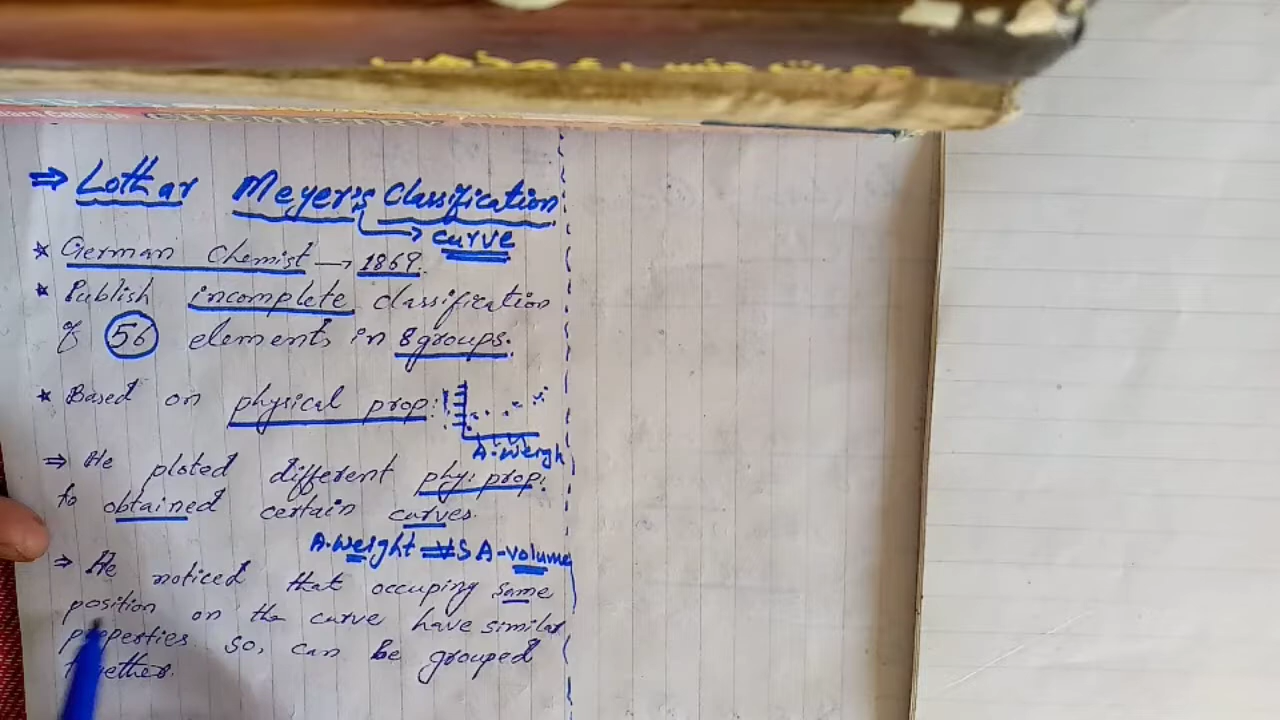 ⇒ Lothar Meyer's Classification
→ curve
* German Chemist → 1869.
* Publish incomplete classification
of 56 elements in 8 groups.
* Based on physical prop:
A.weigh
⇒ He ploted different phy: prop:
to obtained certain curves.
A.weight VS A-volume
⇒ He noticed that occuping same
position on the curve have similar
properties. So, can be grouped
together.